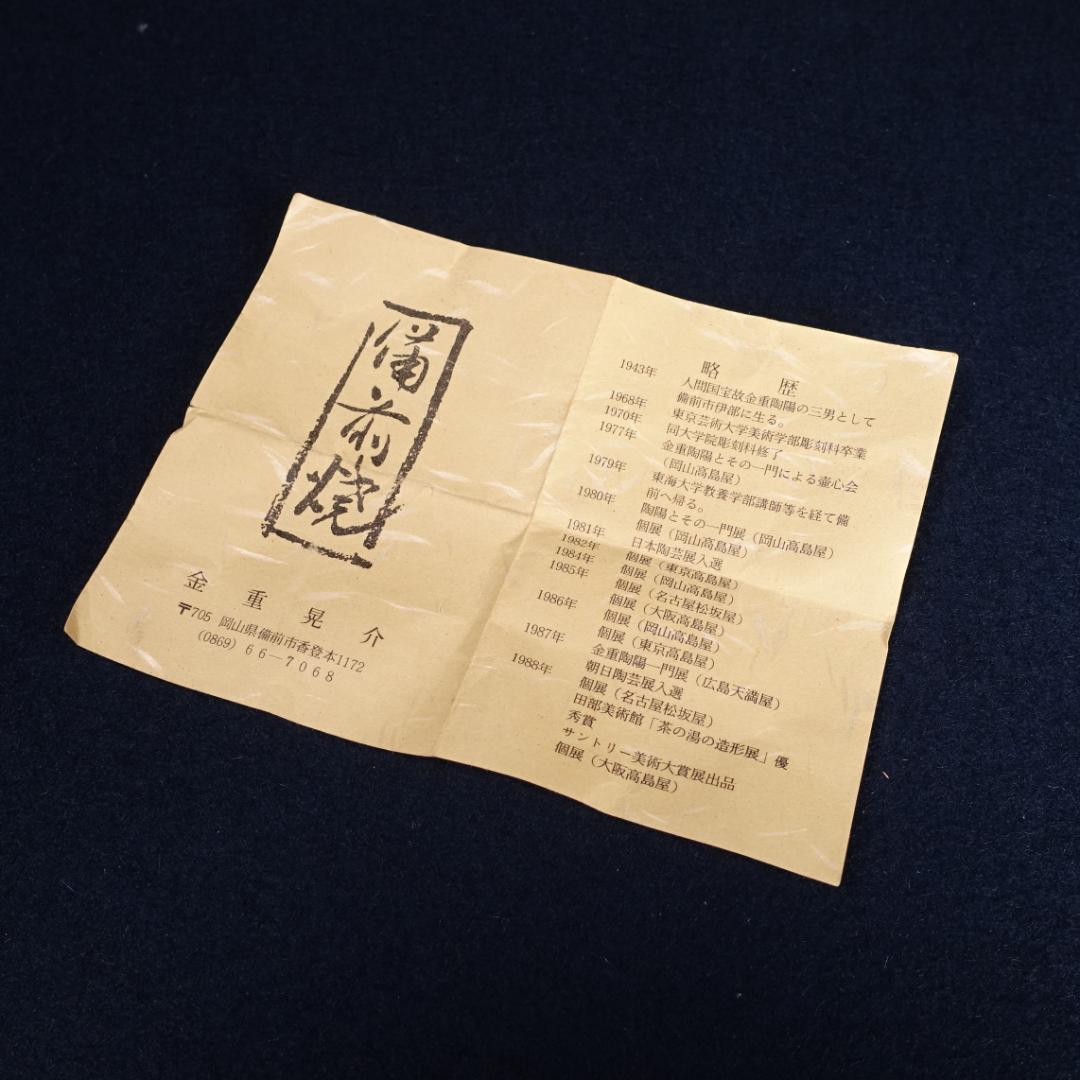 備前焼
金重晃介
〒705 岡山県備前市香登本1172
(0869) 66-7068
略歴
1943年 人間国宝故金重陶陽の三男として
備前市伊部に生る。
1968年 東京芸術大学美術学部彫刻科卒業
1970年 同大学院彫刻科修了
1977年 金重陶陽とその一門による壷心会
(岡山高島屋)
1979年 東海大学教養学部講師等を経て備
前へ帰る。
1980年 陶陽とその一門展(岡山高島屋)
個展(岡山高島屋)
1981年 日本陶芸展入選
1982年 個展(東京高島屋)
1984年 個展(岡山高島屋)
1985年 個展(名古屋松坂屋)
個展(大阪高島屋)
1986年 個展(岡山高島屋)
個展(東京高島屋)
1987年 金重陶陽一門展(広島天満屋)
朝日陶芸展入選
1988年 個展(名古屋松坂屋)
田部美術館「茶の湯の造形展」優
秀賞
サントリー美術大賞展出品
個展(大阪高島屋)